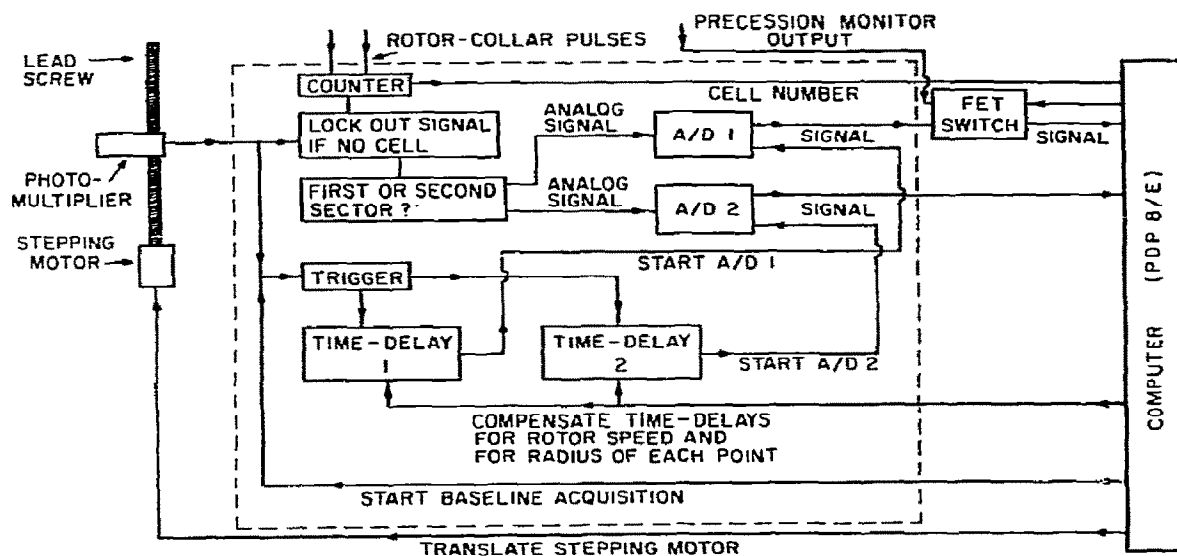 LEAD
SCREW
ROTOR-COLLAR PULSES
PRECESSION MONITOR
OUTPUT
COUNTER
CELL NUMBER
FET
SWITCH
LOCK OUT SIGNAL
IF NO CELL
ANALOG
SIGNAL
A/D 1
SIGNAL
SIGNAL
PHOTO-
MULTIPLIER
FIRST OR SECOND
SECTOR?
ANALOG
SIGNAL
A/D 2
SIGNAL
STEPPING
MOTOR
START A/D 1
TRIGGER
TIME-DELAY
1
TIME-DELAY
2
START A/D 2
COMPENSATE TIME-DELAYS
FOR ROTOR SPEED AND
FOR RADIUS OF EACH POINT
START BASELINE ACQUISITION
TRANSLATE STEPPING MOTOR
COMPUTER (PDP 8/E)